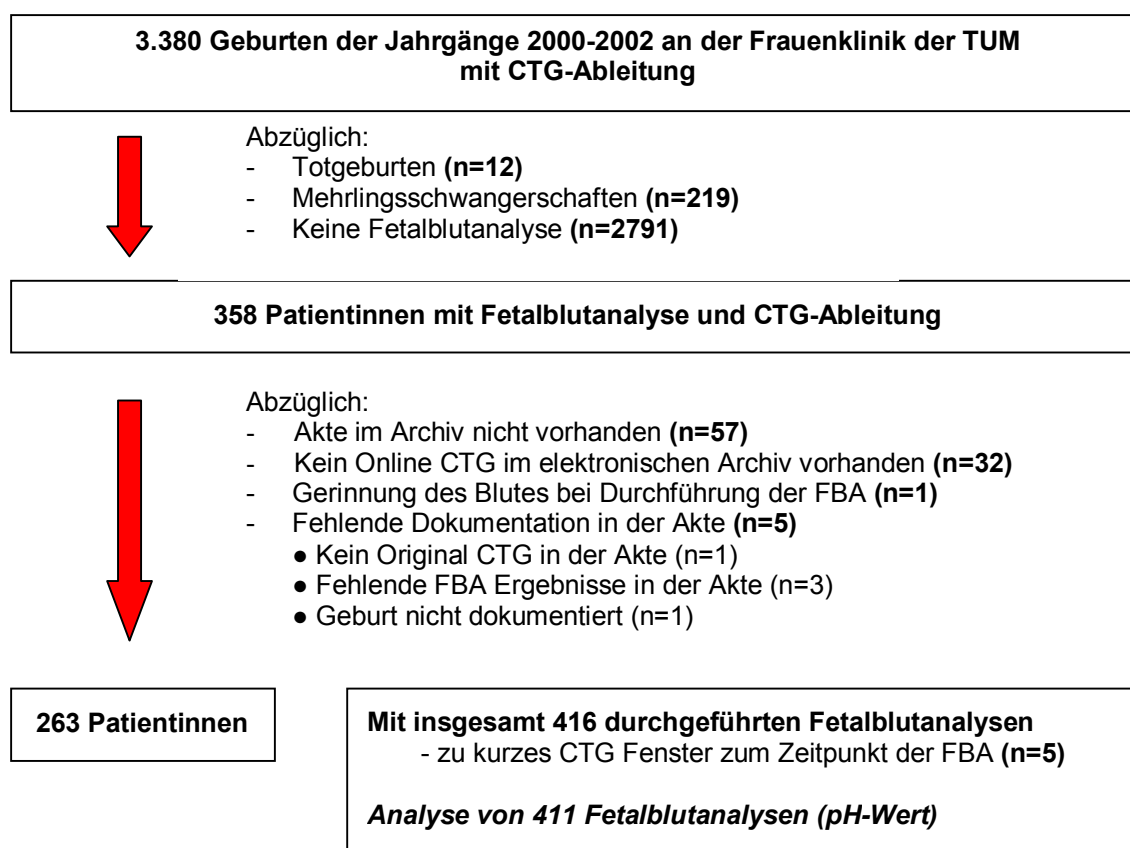 3.380 Geburten der Jahrgänge 2000-2002 an der Frauenklinik der TUM
mit CTG-Ableitung
Abzüglich:
- Totgeburten (n=12)
- Mehrlingsschwangerschaften (n=219)
- Keine Fetalblutanalyse (n=2791)
358 Patientinnen mit Fetalblutanalyse und CTG-Ableitung
Abzüglich:
- Akte im Archiv nicht vorhanden (n=57)
- Kein Online CTG im elektronischen Archiv vorhanden (n=32)
- Gerinnung des Blutes bei Durchführung der FBA (n=1)
- Fehlende Dokumentation in der Akte (n=5)
● Kein Original CTG in der Akte (n=1)
● Fehlende FBA Ergebnisse in der Akte (n=3)
● Geburt nicht dokumentiert (n=1)
263 Patientinnen
Mit insgesamt 416 durchgeführten Fetalblutanalysen
- zu kurzes CTG Fenster zum Zeitpunkt der FBA (n=5)
Analyse von 411 Fetalblutanalysen (pH-Wert)